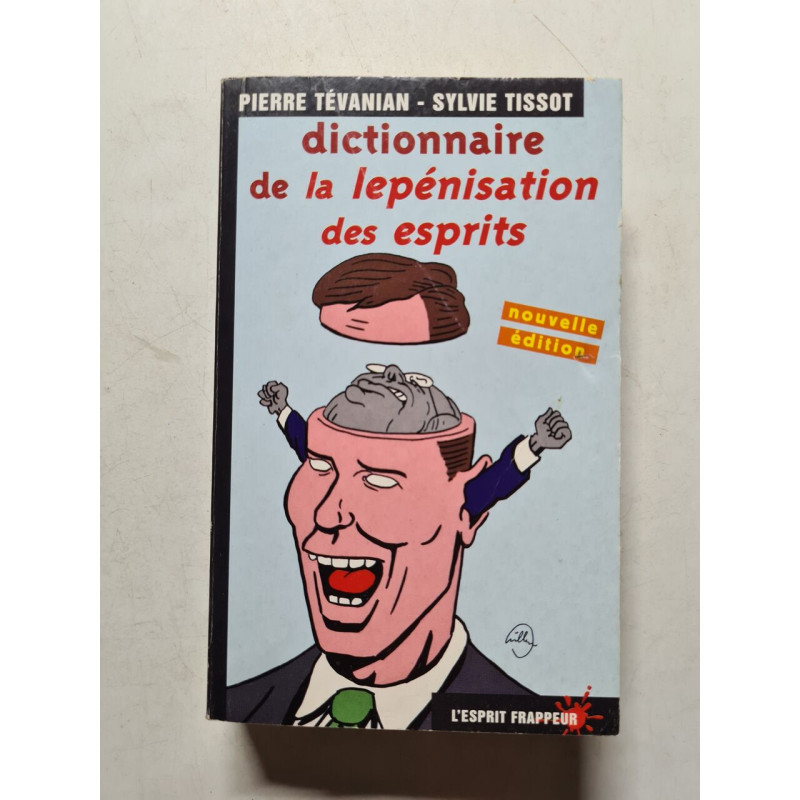 PIERRE TÉVANIAN - SYLVIE TISSOT
dictionnaire
de la lepénisation
des esprits
nouvelle
édition
L'ESPRIT FRAPPEUR